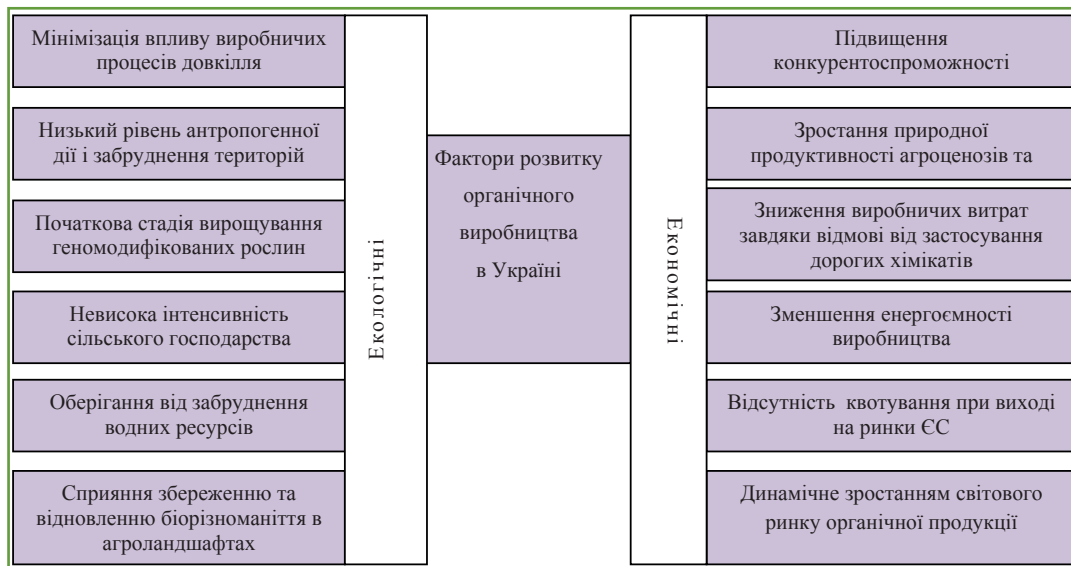 Мінімізація впливу виробничих
процесів довкілля
Низький рівень антропогенної
дії і забруднення територій
Початкова стадія вирощування
геномодифікованих рослин
Невисока інтенсивність
сільського господарства
Оберігання від забруднення
водних ресурсів
Сприяння збереженню та
відновленню біорізноманіття в
агроландшафтах
Екологічні
Фактори розвитку
органічного
виробництва
в Україні
Економічні
Підвищення
конкурентоспроможності
Зростання природної
продуктивності агроценозів та
Зниження виробничих витрат
завдяки відмові від застосування
дорогих хімікатів
Зменшення енергоємності
виробництва
Відсутність квотування при виході
на ринки ЄС
Динамічне зростанням світового
ринку органічної продукції